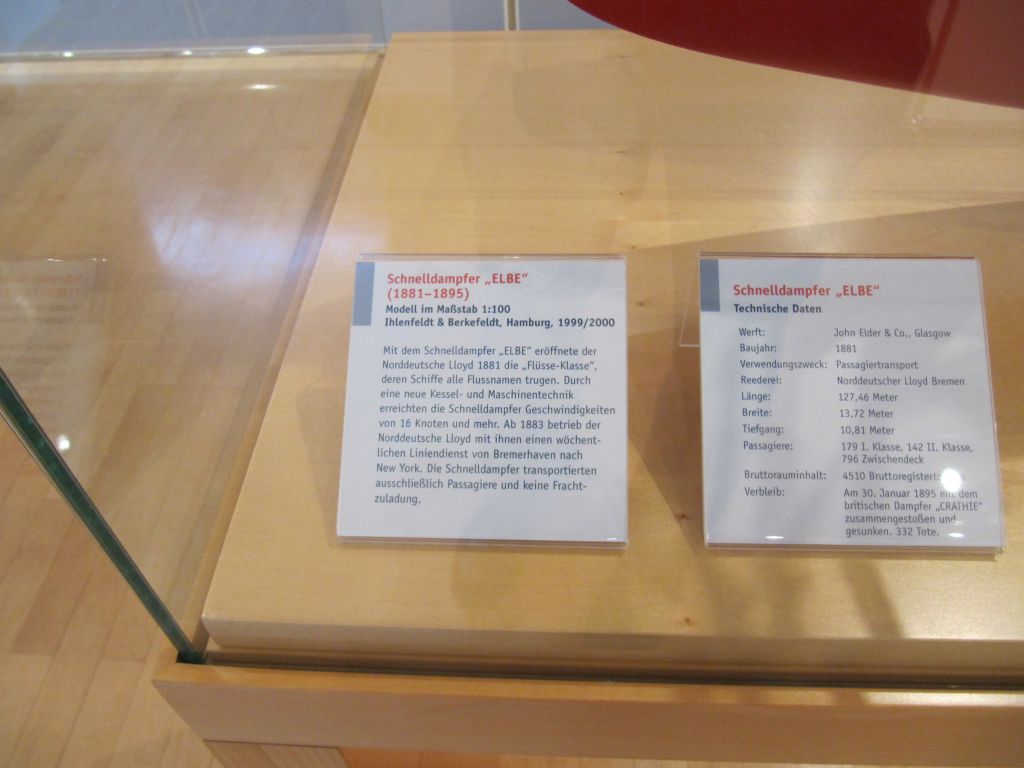 Schnelldampfer „ELBE“
(1881–1895)
Modell im Maßstab 1:100
Ihlenfeldt & Berkefeldt, Hamburg, 1999/2000
Mit dem Schnelldampfer „ELBE“ eröffnete der
Norddeutsche Lloyd 1881 die „Flüsse-Klasse“,
deren Schiffe alle Flussnamen trugen. Durch
eine neue Kessel- und Maschinentechnik
erreichten die Schnelldampfer Geschwindigkeiten
von 16 Knoten und mehr. Ab 1883 betrieb der
Norddeutsche Lloyd mit ihnen einen wöchent-
lichen Liniendienst von Bremerhaven nach
New York. Die Schnelldampfer transportierten
ausschließlich Passagiere und keine Fracht-
zuladung.
Schnelldampfer „ELBE“
Technische Daten
Werft: John Elder & Co., Glasgow
Baujahr: 1881
Verwendungszweck: Passagiertransport
Reederei: Norddeutscher Lloyd Bremen
Länge: 127,46 Meter
Breite: 13,72 Meter
Tiefgang: 10,81 Meter
Passagiere: 179 I. Klasse, 142 II. Klasse,
796 Zwischendeck
Bruttorauminhalt: 4510 Bruttoregistertonnen
Verbleib: Am 30. Januar 1895 mit dem
britischen Dampfer „CRATHIE“
zusammengestoßen und
gesunken. 332 Tote.